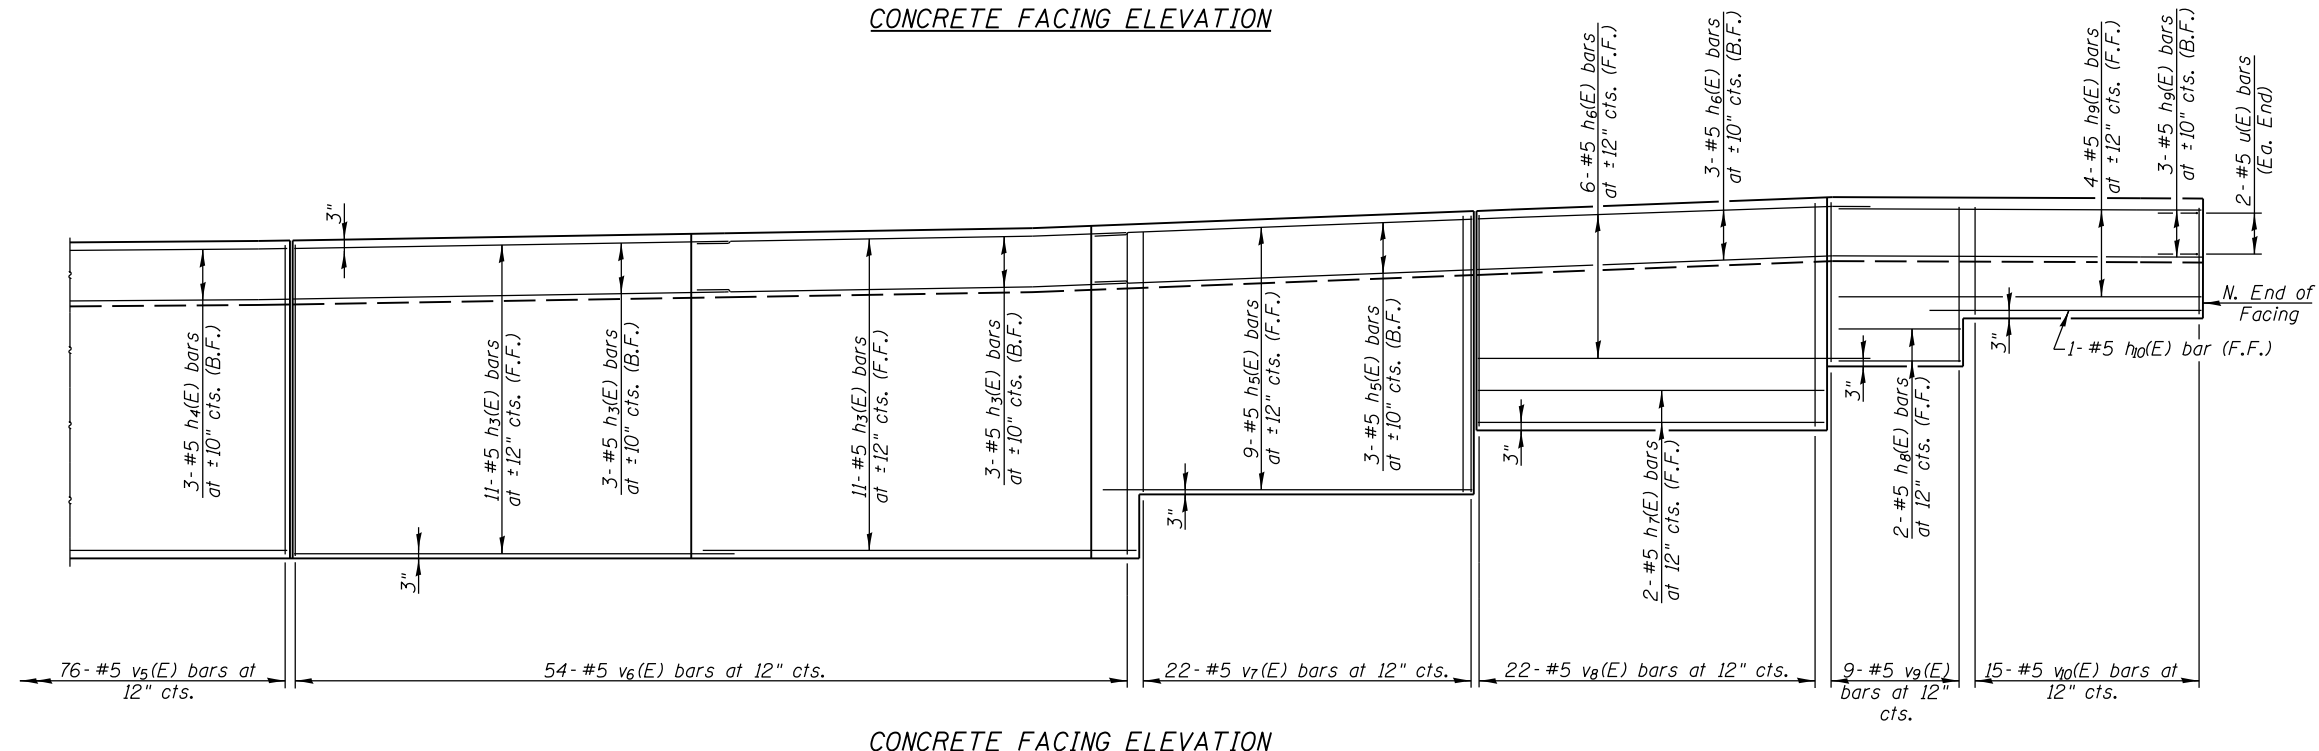 CONCRETE FACING ELEVATION
3"
3-#5 h4(E) bars
at ±10" cts. (B.F.)
11-#5 h3(E) bars
at ±12" cts. (F.F.)
3-#5 h3(E) bars
at ±10" cts. (B.F.)
3"
11-#5 h3(E) bars
at ±12" cts. (F.F.)
3-#5 h3(E) bars
at ±10" cts. (B.F.)
3"
9-#5 h5(E) bars
at ±12" cts. (F.F.)
3-#5 h5(E) bars
at ±10" cts. (B.F.)
6-#5 h6(E) bars
at ±12" cts. (F.F.)
3-#5 h6(E) bars
at ±10" cts. (B.F.)
3"
2-#5 h7(E) bars
at 12" cts. (F.F.)
3"
2-#5 h8(E) bars
at 12" cts. (F.F.)
4-#5 h9(E) bars
at ±12" cts. (F.F.)
3-#5 h9(E) bars
at ±10" cts. (B.F.)
2-#5 u(E) bars
(Ea. End)
N. End of
Facing
3"
1-#5 h10(E) bar (F.F.)
76-#5 v5(E) bars at
12" cts.
54-#5 v6(E) bars at 12" cts.
22-#5 v7(E) bars at 12" cts.
22-#5 v8(E) bars at 12" cts.
9-#5 v9(E)
bars at 12"
cts.
15-#5 v10(E) bars at
12" cts.
CONCRETE FACING ELEVATION